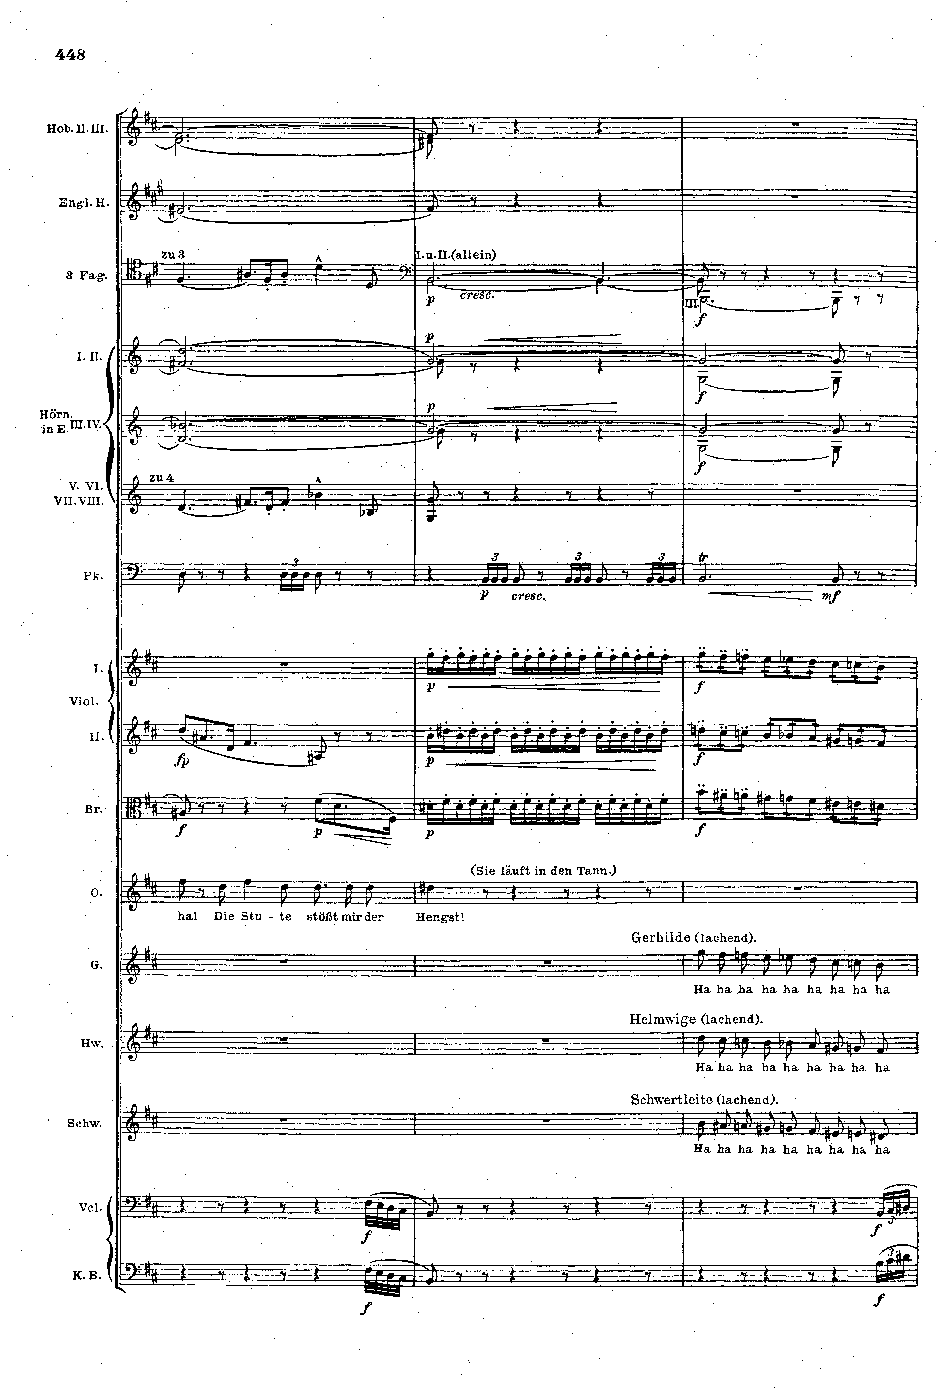 448
Hob. II. III.
Engl. H.
zu 3
I. u. II. (allein)
3 Fag.
p cresc.
III.
f
p
I. II.
f
Hörn.
in E.
p
III. IV.
f
zu 4
V. VI.
VII. VIII.
3 3 3 3 tr
Pk.
p cresc. mf
I.
p f
Viol.
II.
fp p f
Br.
f p p f
(Sie läuft in den Tann.)
O.
ha! Die Stu - te stößt mir der Hengst!
Gerhilde (lachend).
G.
Ha ha ha ha ha ha ha ha ha
Helmwige (lachend).
Hw.
Ha ha ha ha ha ha ha ha ha
Schwertleite (lachend).
Schw.
Ha ha ha ha ha ha ha ha ha
Vcl.
f f
3
K. B.
f f